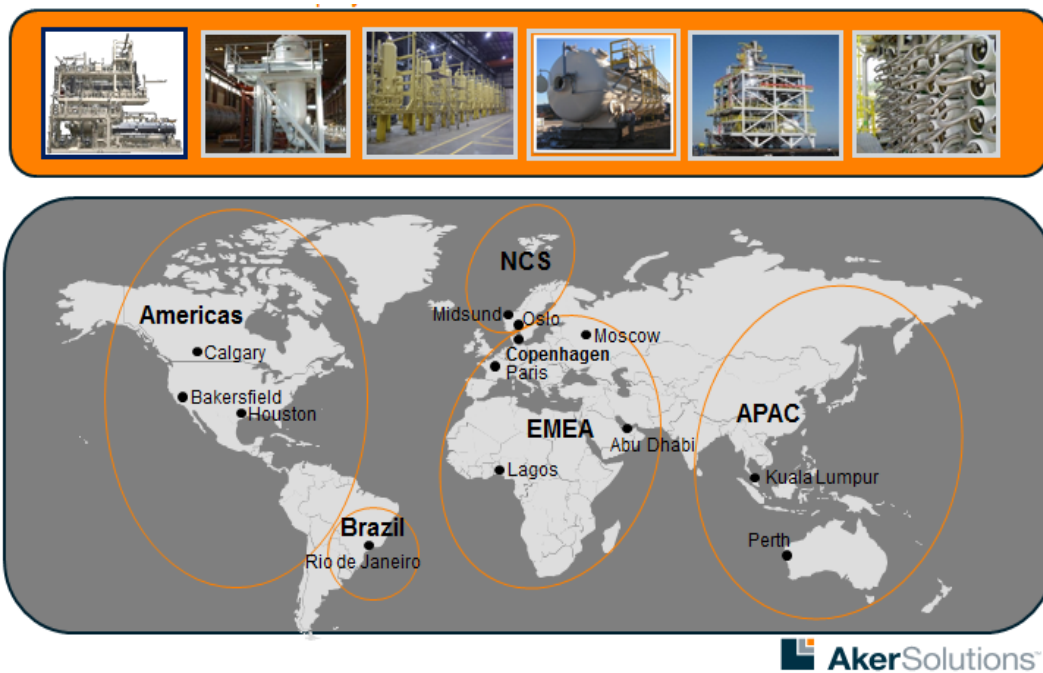 NCS
Americas
Midsund
Oslo
Moscow
Calgary
Copenhagen
Paris
Bakersfield
Houston
APAC
EMEA
Abu Dhabi
Lagos
Kuala Lumpur
Brazil
Perth
Rio de Janeiro
AkerSolutions™